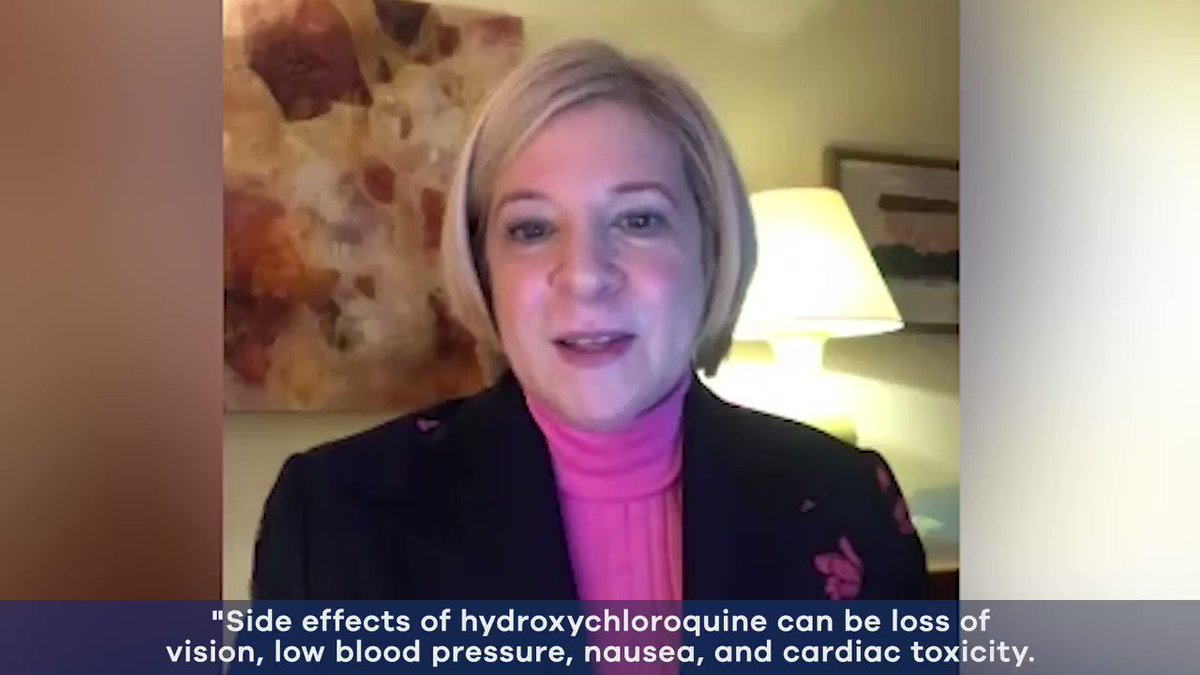 "Side effects of hydroxychloroquine can be loss of
vision, low blood pressure, nausea, and cardiac toxicity.